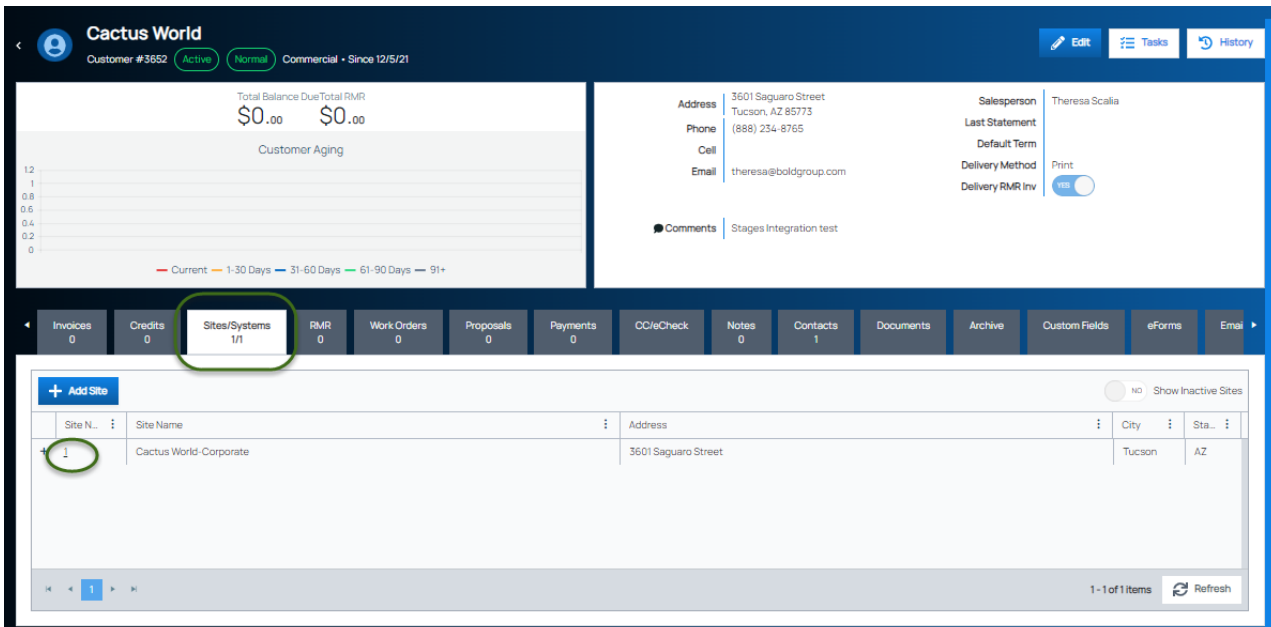 Cactus World
Customer #3652 Active Normal Commercial • Since 12/5/21
Edit
Tasks
History
Total Balance Due Total RMR
$0.00 $0.00
Customer Aging
1.2
1
0.8
0.6
0.4
0.2
0
Current 1-30 Days 31-60 Days 61-90 Days 91+
Address 3601 Saguaro Street
Tucson, AZ 85773
Phone (888) 234-8765
Cell
Email theresa@boldgroup.com
Comments Stages Integration test
Salesperson Theresa Scalia
Last Statement
Default Term
Delivery Method Print
Delivery RMR Inv YES
Invoices
0
Credits
0
Sites/Systems
1/1
RMR
0
Work Orders
0
Proposals
0
Payments
0
CC/eCheck
Notes
0
Contacts
1
Documents
Archive
Custom Fields
eForms
Emai
+ Add Site
NO Show Inactive Sites
Site N... Site Name Address City Sta...
+ 1 Cactus World-Corporate 3601 Saguaro Street Tucson AZ
1
1 - 1 of 1 items
Refresh